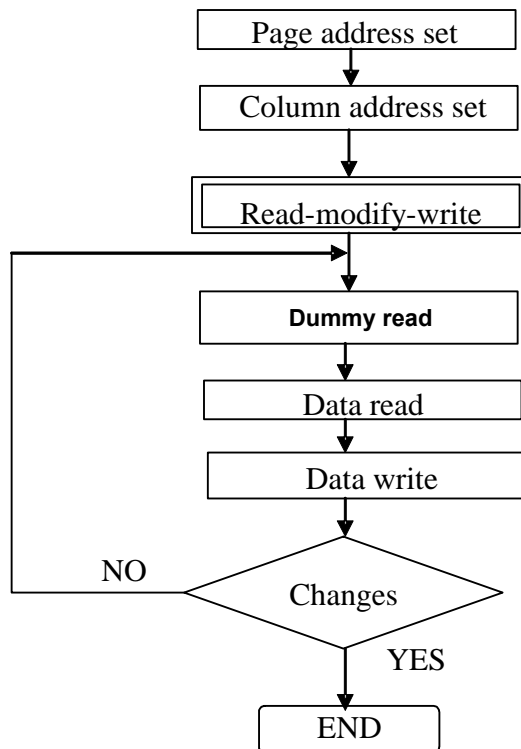 Page address set
Column address set
Read-modify-write
Dummy read
Data read
Data write
NO
Changes
YES
END